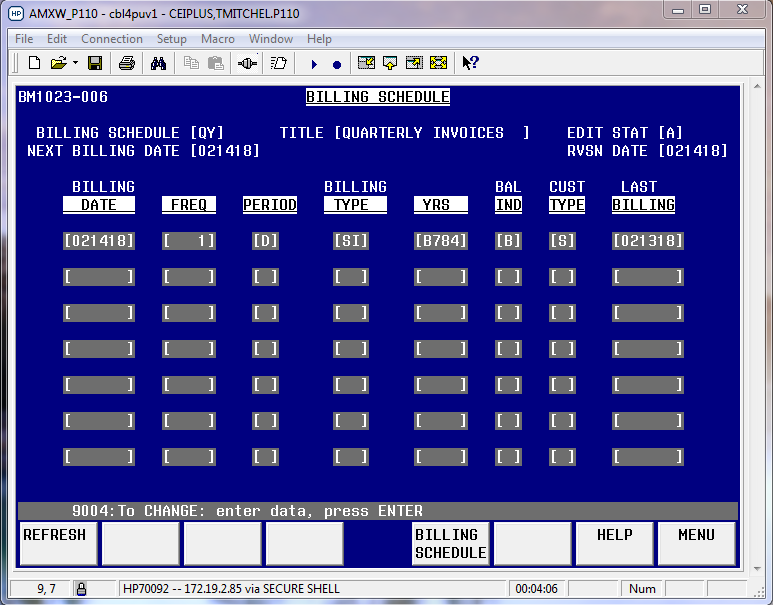 AMXW_P110 - cbl4puv1 - CEIPLUS,TMITCHEL.P110
File Edit Connection Setup Macro Window Help
BM1023-006 BILLING SCHEDULE
BILLING SCHEDULE [QY] TITLE [QUARTERLY INVOICES ] EDIT STAT [A]
NEXT BILLING DATE [021418] RVSN DATE [021418]
BILLING BILLING BAL CUST LAST
DATE FREQ PERIOD TYPE YRS IND TYPE BILLING
[021418] [ 1] [D] [SI] [B784] [B] [S] [021318]
[ ] [ ] [ ] [ ] [ ] [ ] [ ] [ ]
[ ] [ ] [ ] [ ] [ ] [ ] [ ] [ ]
[ ] [ ] [ ] [ ] [ ] [ ] [ ] [ ]
[ ] [ ] [ ] [ ] [ ] [ ] [ ] [ ]
[ ] [ ] [ ] [ ] [ ] [ ] [ ] [ ]
[ ] [ ] [ ] [ ] [ ] [ ] [ ] [ ]
9004:To CHANGE: enter data, press ENTER
REFRESH BILLING HELP MENU
SCHEDULE
9, 7 HP70092 -- 172.19.2.85 via SECURE SHELL 00:04:06 Num